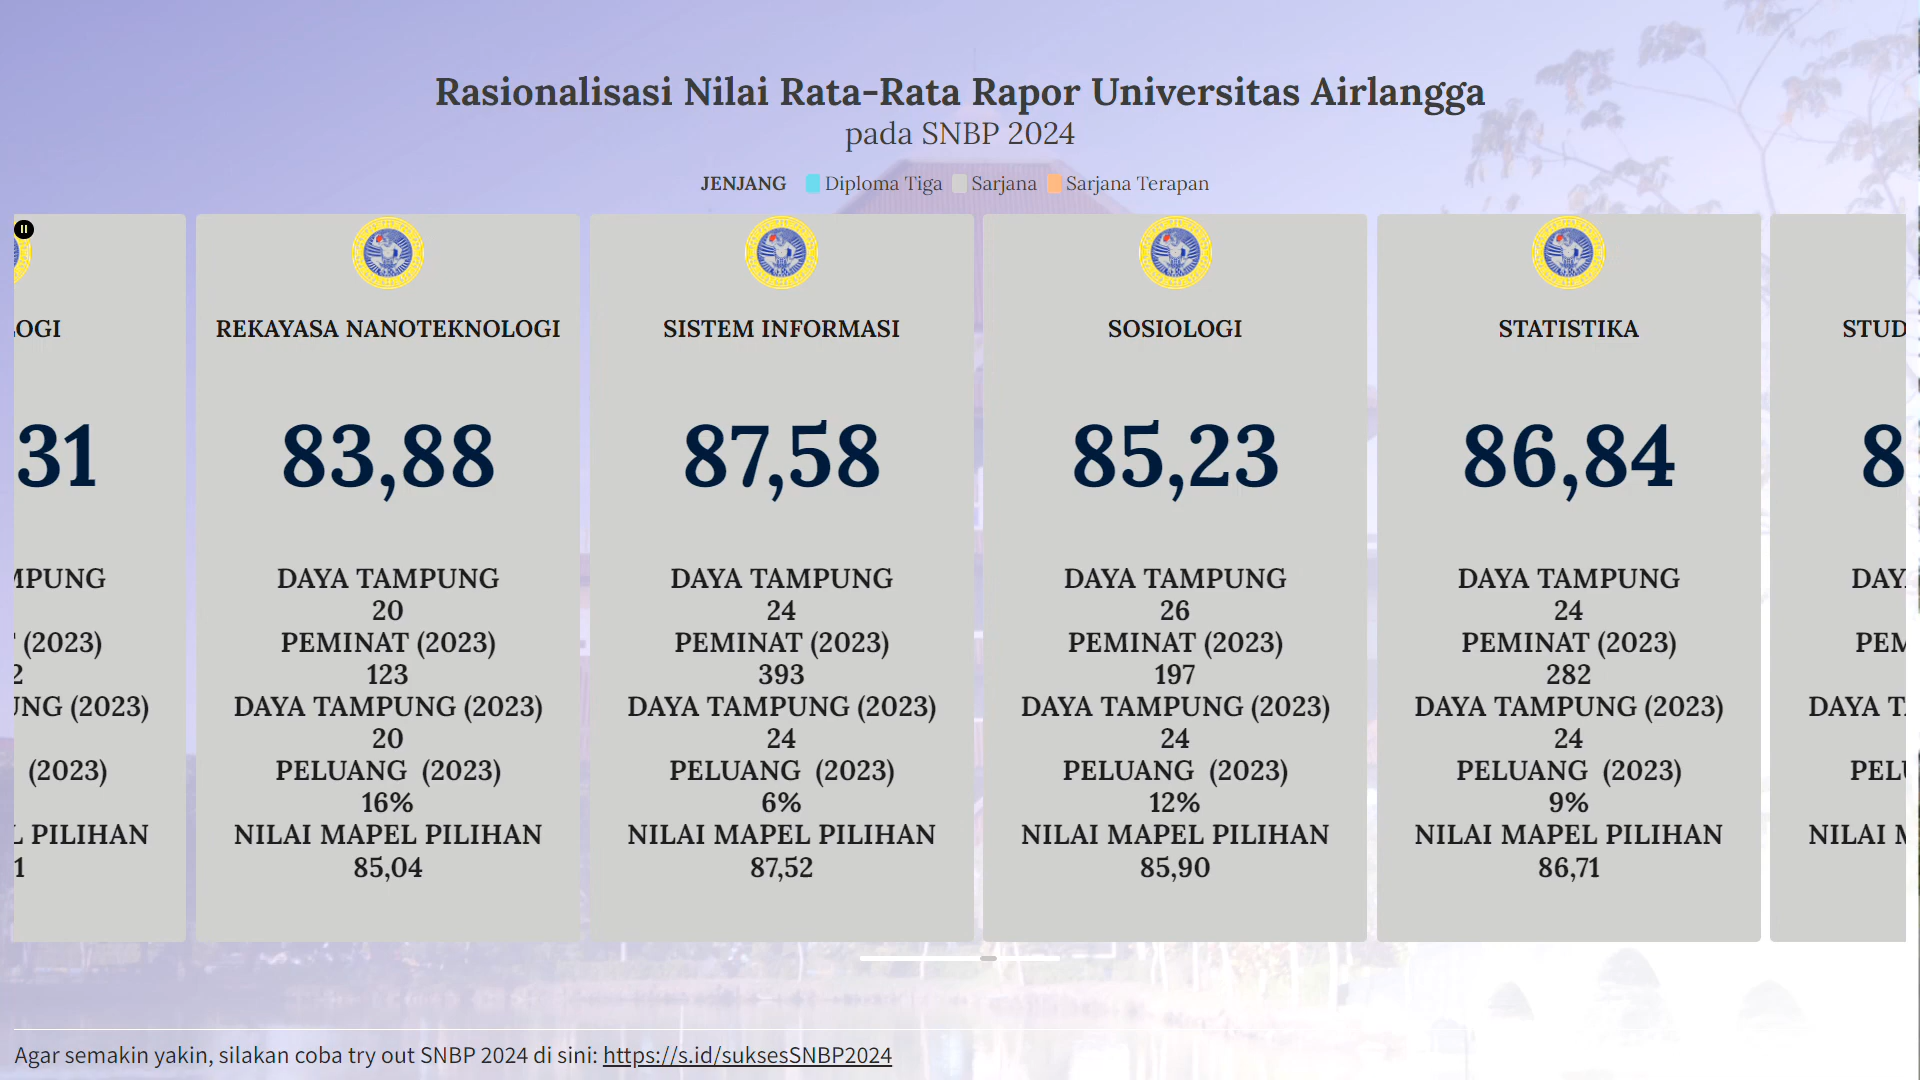 Rasionalisasi Nilai Rata-Rata Rapor Universitas Airlangga
pada SNBP 2024
JENJANG Diploma Tiga Sarjana Sarjana Terapan
REKAYASA NANOTEKNOLOGI
83,88
DAYA TAMPUNG
20
PEMINAT (2023)
123
DAYA TAMPUNG (2023)
20
PELUANG (2023)
16%
NILAI MAPEL PILIHAN
85,04
SISTEM INFORMASI
87,58
DAYA TAMPUNG
24
PEMINAT (2023)
393
DAYA TAMPUNG (2023)
24
PELUANG (2023)
6%
NILAI MAPEL PILIHAN
87,52
SOSIOLOGI
85,23
DAYA TAMPUNG
26
PEMINAT (2023)
197
DAYA TAMPUNG (2023)
24
PELUANG (2023)
12%
NILAI MAPEL PILIHAN
85,90
STATISTIKA
86,84
DAYA TAMPUNG
24
PEMINAT (2023)
282
DAYA TAMPUNG (2023)
24
PELUANG (2023)
9%
NILAI MAPEL PILIHAN
86,71
Agar semakin yakin, silakan coba try out SNBP 2024 di sini: https://s.id/suksesSNBP2024